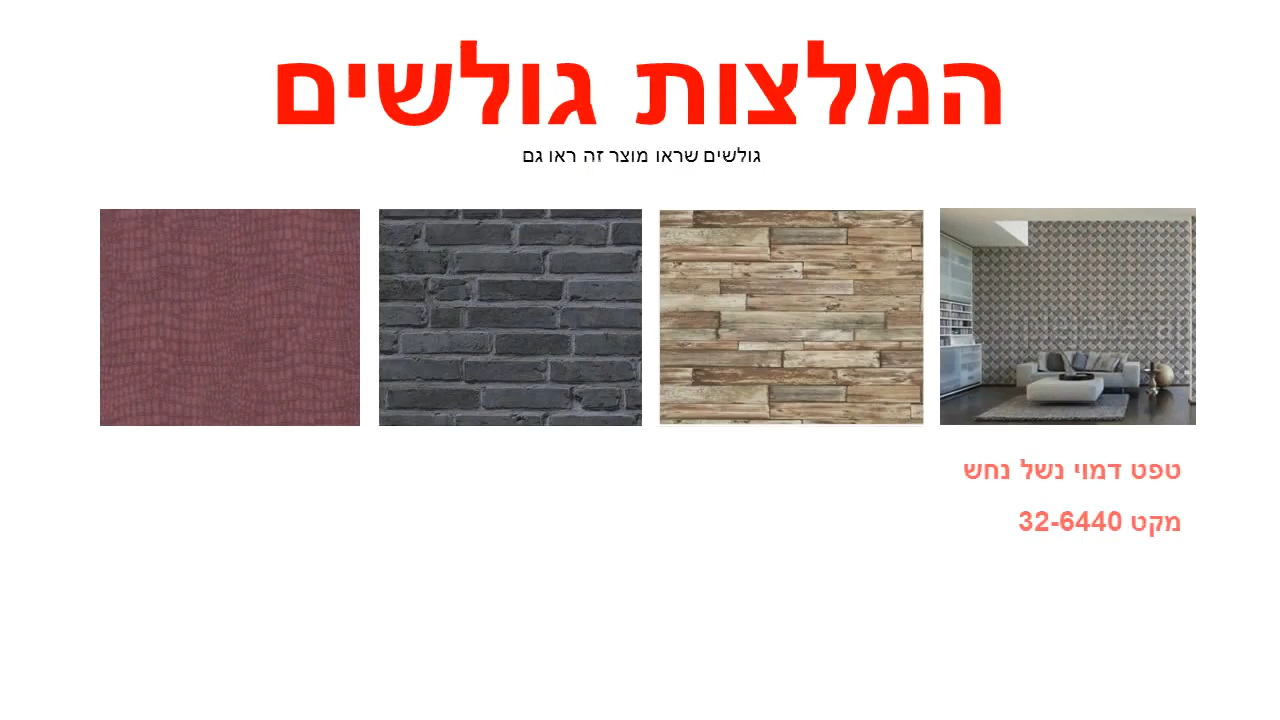 המלצות גולשים
גולשים שראו מוצר זה ראו גם
טפט דמוי נשל נחש
מקט 32-6440